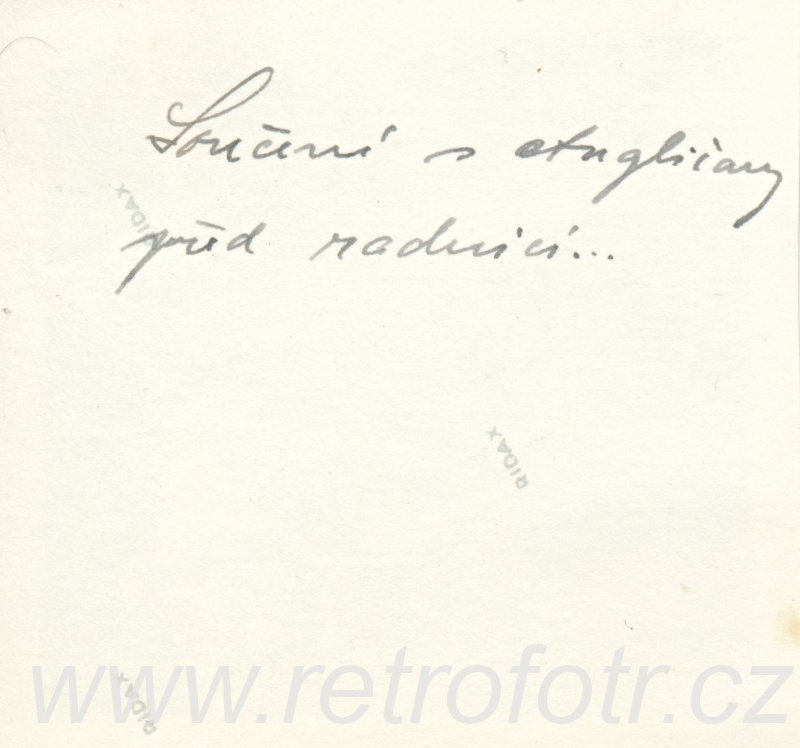 Loučení s Angličany
před radnicí...
RIDAX
RIDAX
RIDAX
www.retrofotr.cz